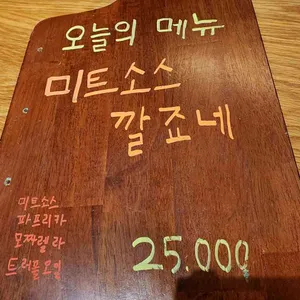 오늘의 메뉴
미트소스
깔죠네
미트소스
파프리카
모짜렐라
트러플오일
25.000